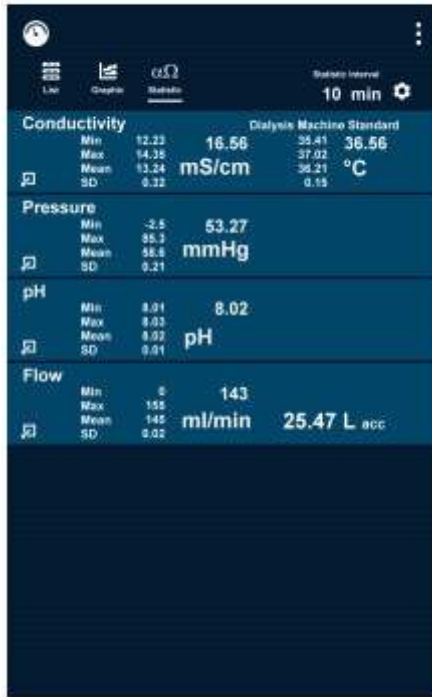 List Graphic Statistic
αΩ
Statistic Interval
10 min
Conductivity Dialysis Machine Standard
Min 12.23 16.56 35.41 36.56
Max 14.35 37.02
Mean 13.24 mS/cm 36.21 °C
SD 0.32 0.15
Pressure
Min -2.5 53.27
Max 85.3
Mean 58.6 mmHg
SD 0.21
pH
Min 8.01 8.02
Max 8.03
Mean 8.02 pH
SD 0.01
Flow
Min 0 143
Max 155
Mean 145 ml/min 25.47 L acc
SD 0.02